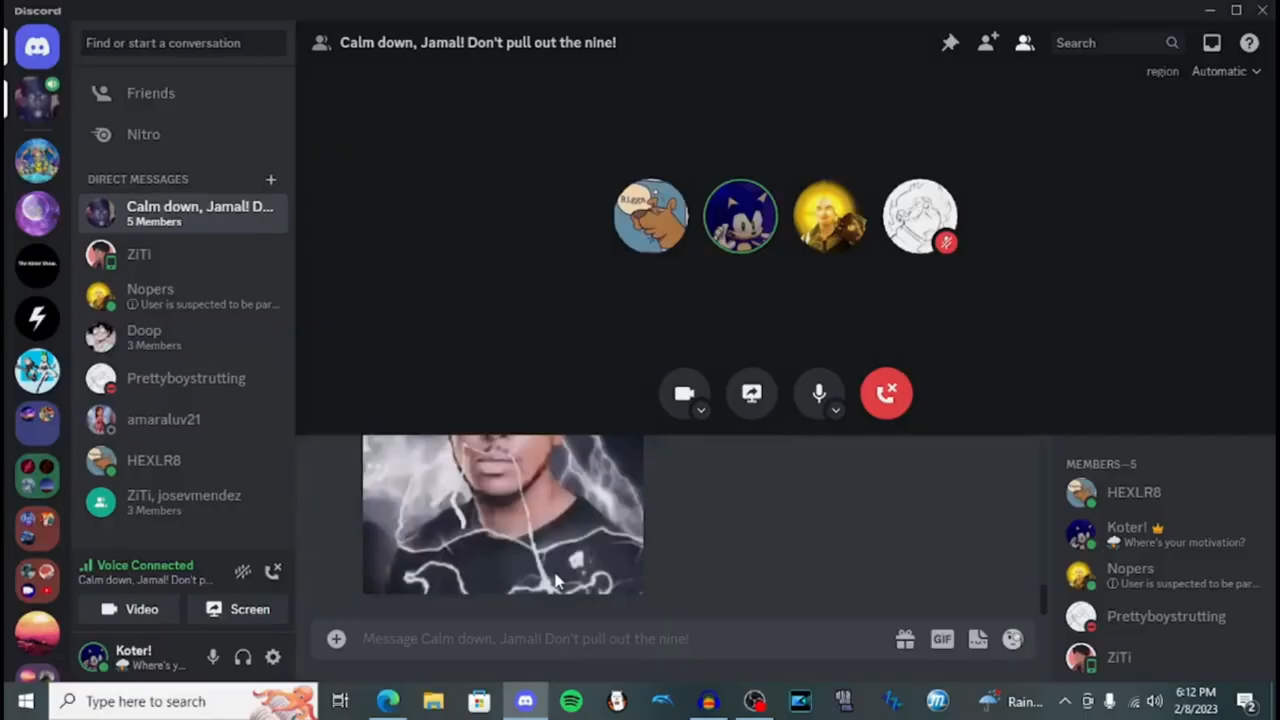 Discord
Find or start a conversation
Calm down, Jamal! Don't pull out the nine!
Search
region
Automatic
Friends
Nitro
DIRECT MESSAGES
Calm down, Jamal! D...
5 Members
ZiTi
Nopers
User is suspected to be par...
Doop
3 Members
Prettyboystrutting
amaraluv21
HEXLR8
ZiTi, josevmendez
3 Members
Voice Connected
Calm down, Jamal! Don't p...
Video
Screen
Koter!
Where's y...
Message Calm down, Jamal! Don't pull out the nine!
GIF
MEMBERS—5
HEXLR8
Koter!
Where's your motivation?
Nopers
User is suspected to be par...
Prettyboystrutting
ZiTi
Type here to search
Rain...
6:12 PM
2/8/2023
2